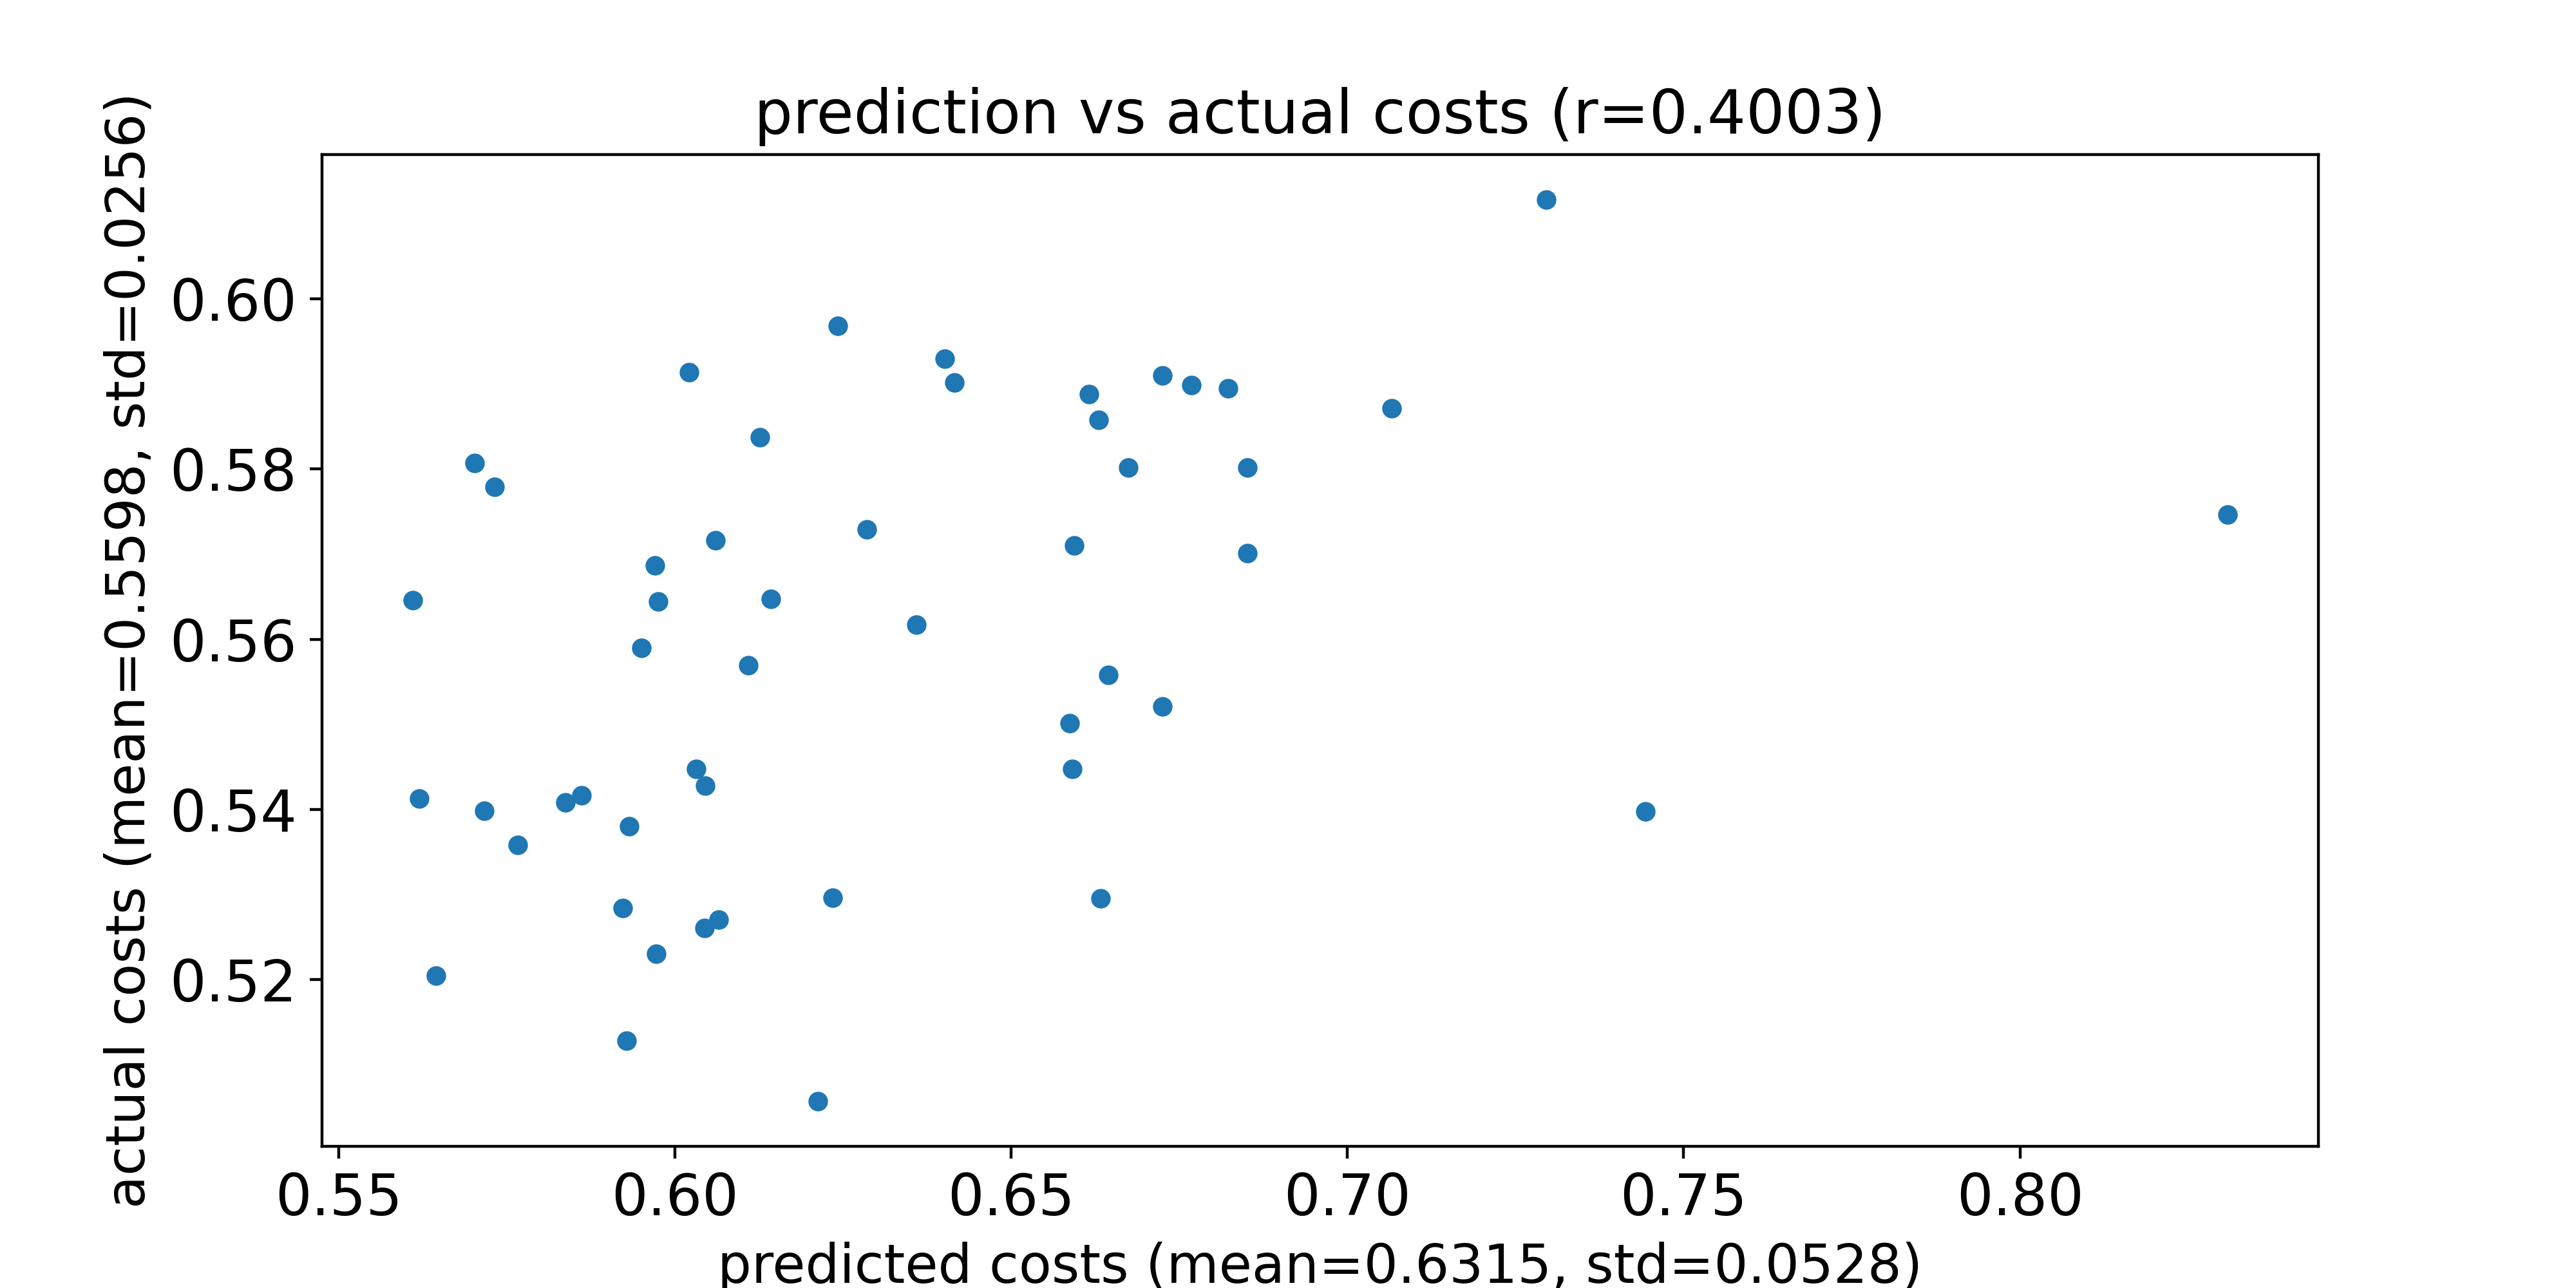 prediction vs actual costs (r=0.4003)
actual costs (mean=0.5598, std=0.0256)
0.60
0.58
0.56
0.54
0.52
0.55 0.60 0.65 0.70 0.75 0.80
predicted costs (mean=0.6315, std=0.0528)